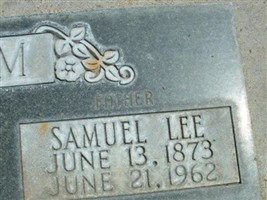 M
FATHER
SAMUEL LEE
JUNE 13, 1873
JUNE 21, 1962